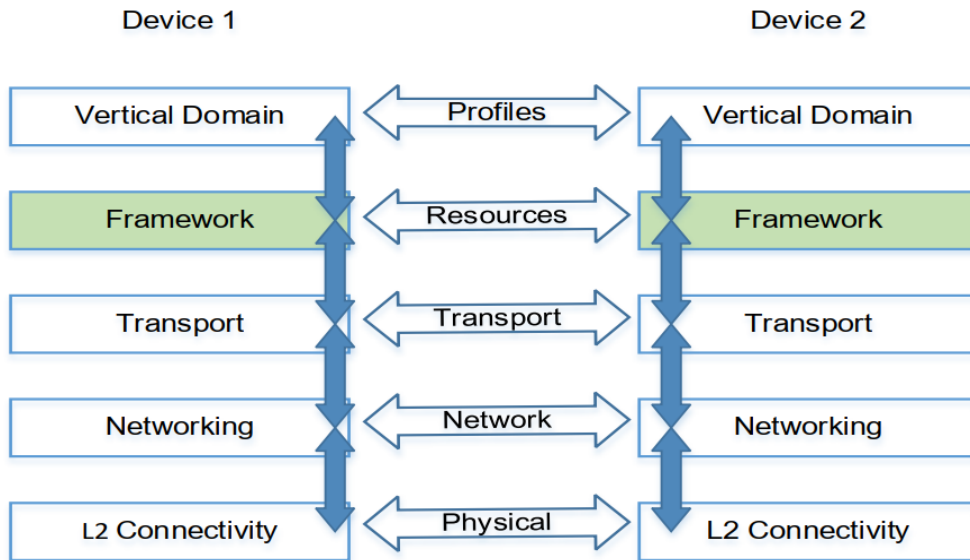 Device 1
Device 2
Vertical Domain
Profiles
Vertical Domain
Framework
Resources
Framework
Transport
Transport
Transport
Networking
Network
Networking
L2 Connectivity
Physical
L2 Connectivity